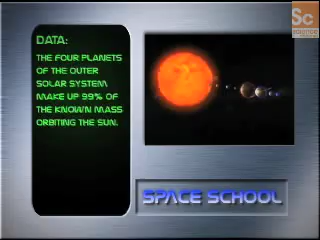 Sc
DATA:
THE FOUR PLANETS
OF THE OUTER
SOLAR SYSTEM
MAKE UP 99% OF
THE KNOWN MASS
ORBITING THE SUN.
SPACE SCHOOL